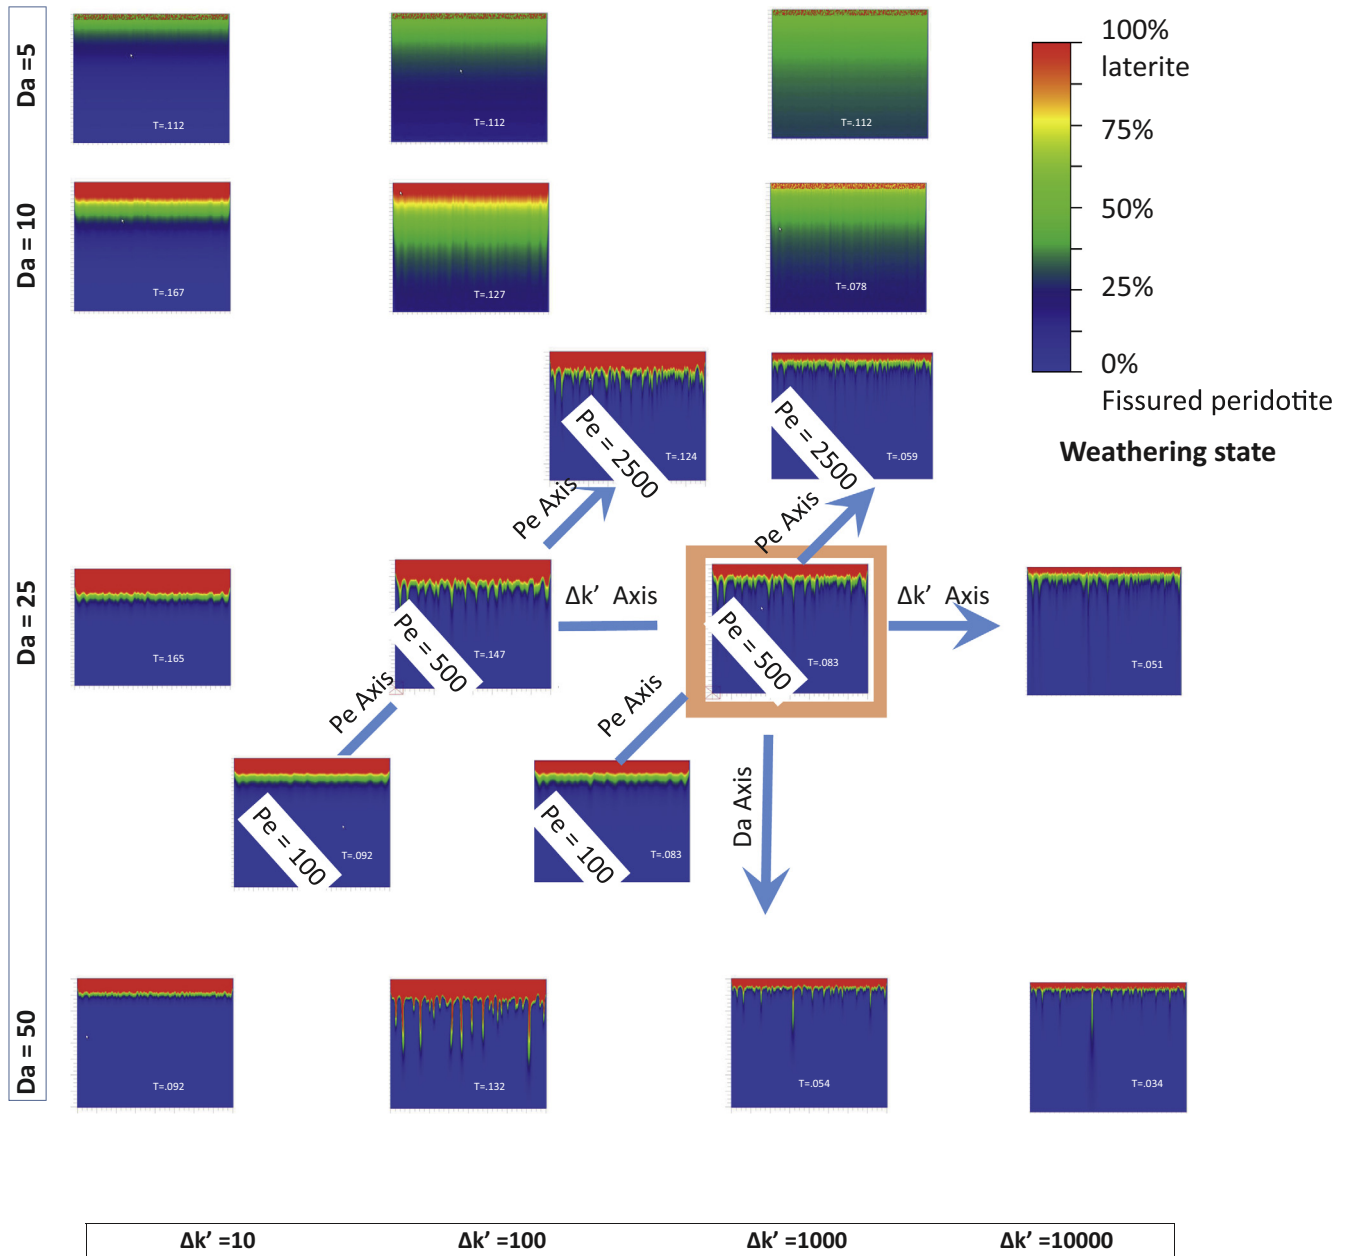 Da =5
T=.112
T=.112
T=.112
100%
laterite
75%
50%
25%
0%
Fissured peridotite
Weathering state
Da = 10
T=.167
T=.127
T=.078
Pe = 2500
T=.124
Pe = 2500
T=.059
Pe Axis
Pe Axis
Da = 25
T=.165
Pe = 500
T=.147
Δk’ Axis
Pe = 500
T=.083
Δk’ Axis
T=.051
Pe Axis
Pe Axis
Pe = 100
T=.092
Pe = 100
T=.083
Da Axis
Da = 50
T=.092
T=.132
T=.054
T=.034
Δk’ =10
Δk’ =100
Δk’ =1000
Δk’ =10000